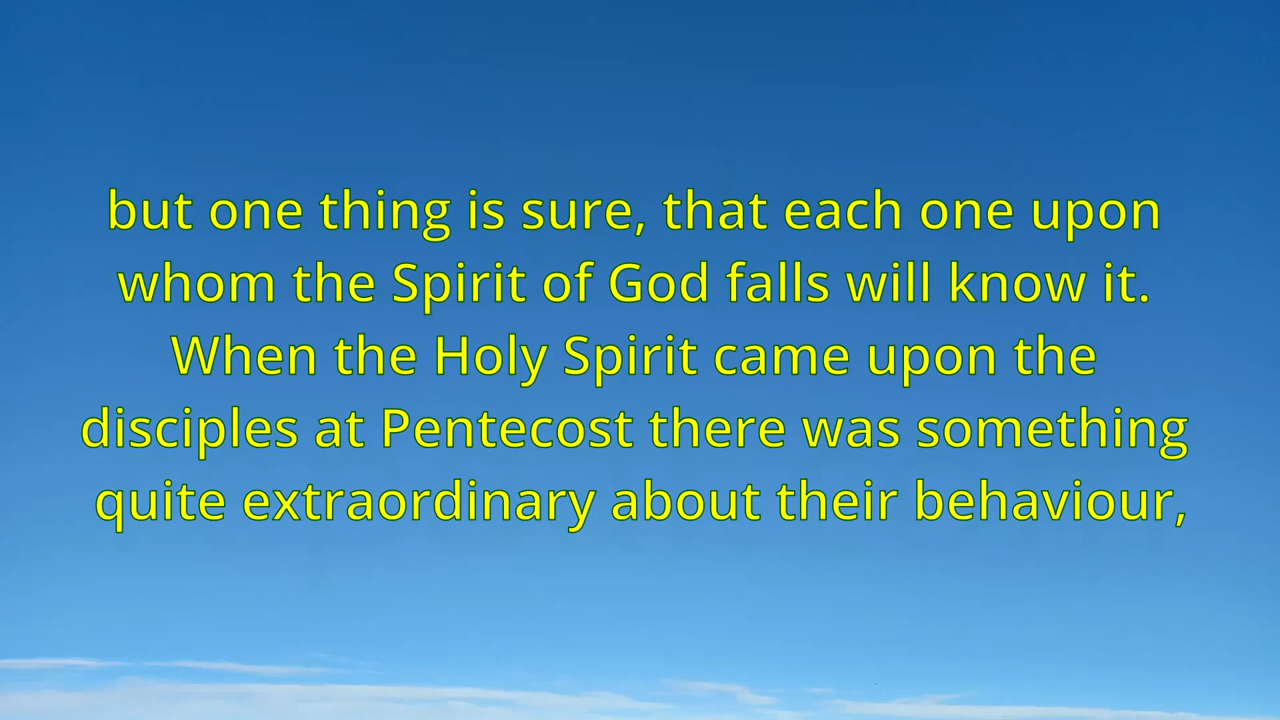 but one thing is sure, that each one upon
whom the Spirit of God falls will know it.
When the Holy Spirit came upon the
disciples at Pentecost there was something
quite extraordinary about their behaviour,